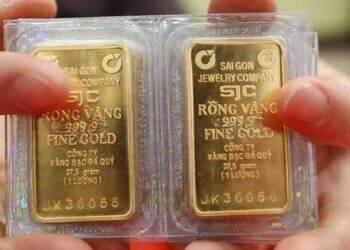 SAI GON
JEWELRY COMPANY
SJC
RỒNG VÀNG
999.9
FINE GOLD
CÔNG TY
VÀNG BẠC ĐÁ QUÝ
37,5 gram
(1 LƯỢNG)
JK36056
SAI GON
JEWELRY COMPANY
SJC
RỒNG VÀNG
999.9
FINE GOLD
CÔNG TY
VÀNG BẠC ĐÁ QUÝ
37,5 gram
(1 LƯỢNG)
JK36055